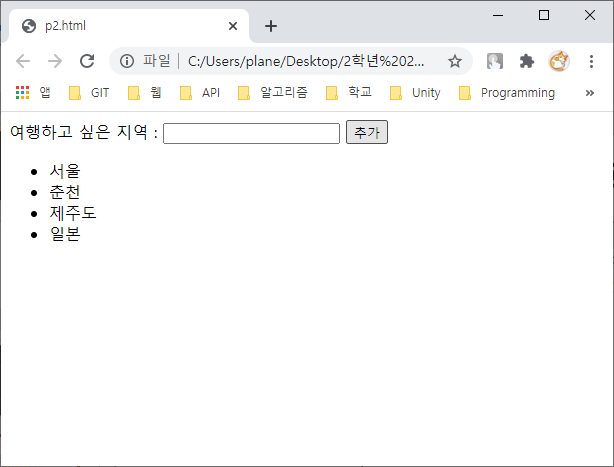 p2.html
파일 C:/Users/plane/Desktop/2학년%202...
앱 GIT 웹 API 알고리즘 학교 Unity Programming »
여행하고 싶은 지역 : 추가
• 서울
• 춘천
• 제주도
• 일본